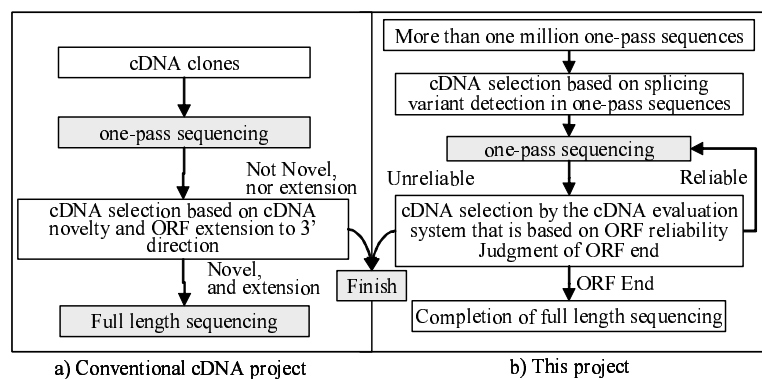 cDNA clones
one-pass sequencing
Not Novel,
nor extension
cDNA selection based on cDNA
novelty and ORF extension to 3’
direction
Novel,
and extension
Full length sequencing
a) Conventional cDNA project
Finish
More than one million one-pass sequences
cDNA selection based on splicing
variant detection in one-pass sequences
one-pass sequencing
Unreliable
Reliable
cDNA selection by the cDNA evaluation
system that is based on ORF reliability
Judgment of ORF end
ORF End
Completion of full length sequencing
b) This project